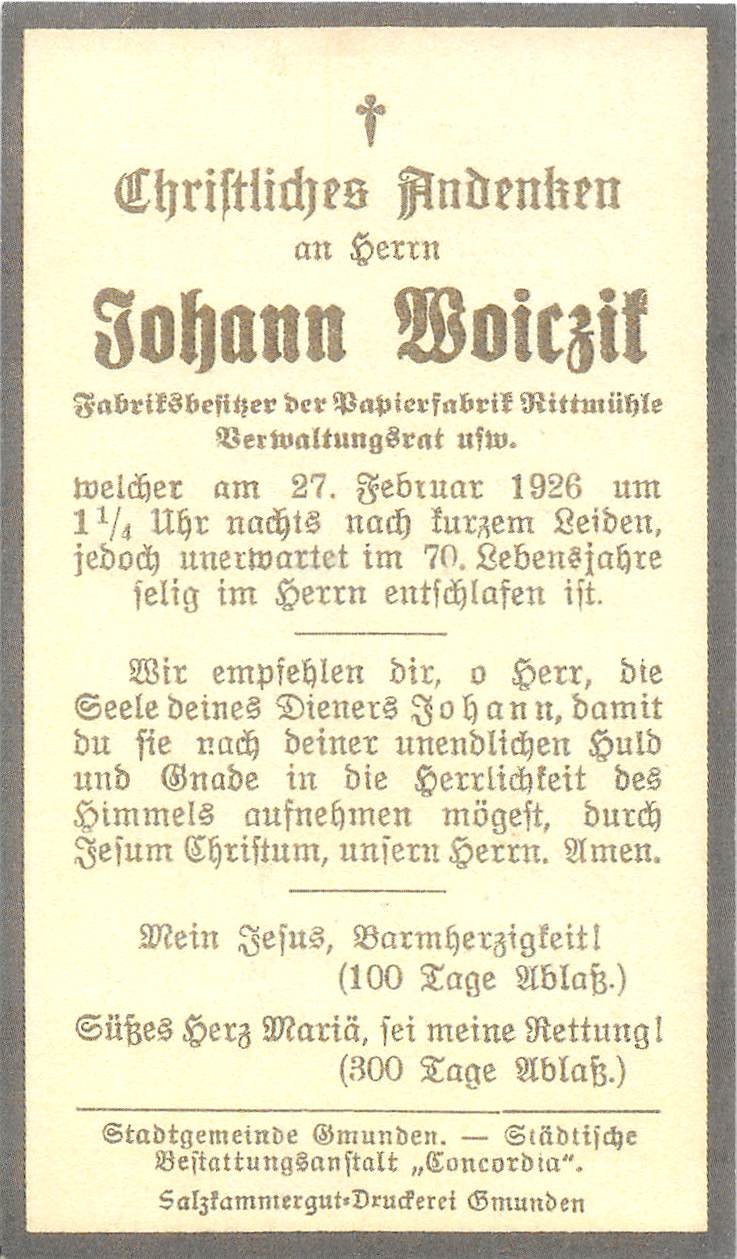 Christliches Andenken
an Herrn
Johann Woiczik
Fabriksbesitzer der Papierfabrik Rittmühle
Verwaltungsrat usw.
welcher am 27. Februar 1926 um
1 1/4 Uhr nachts nach kurzem Leiden,
jedoch unerwartet im 70. Lebensjahre
selig im Herrn entschlafen ist.
Wir empfehlen dir, o Herr, die
Seele deines Dieners Johann, damit
du sie nach deiner unendlichen Huld
und Gnade in die Herrlichkeit des
Himmels aufnehmen mögest, durch
Jesum Christum, unsern Herrn. Amen.
Mein Jesus, Barmherzigkeit!
(100 Tage Ablaß.)
Süßes Herz Mariä, sei meine Rettung!
(300 Tage Ablaß.)
Stadtgemeinde Gmunden. — Städtische
Bestattungsanstalt „Concordia“.
Salzkammergut-Druckerei Gmunden